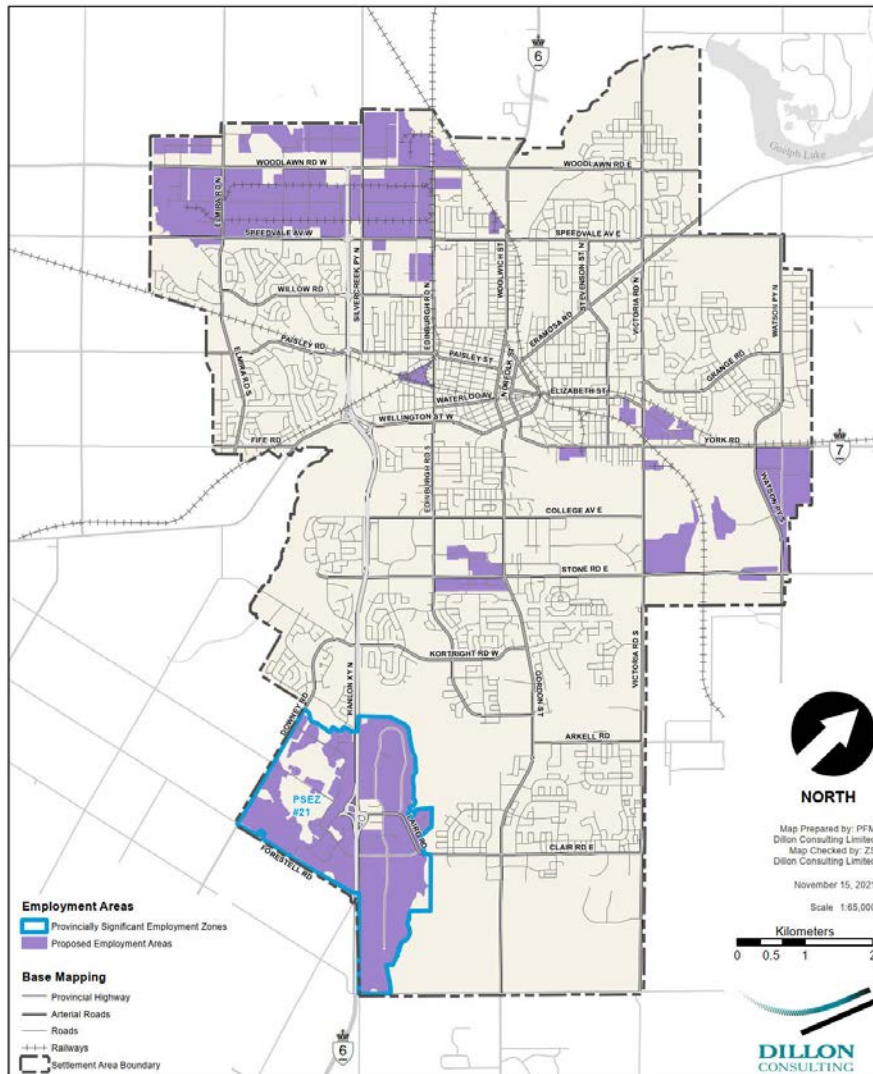 6
Guelph Lake
WOODLAWN RD W
WOODLAWN RD E
ELMIRA RD N
SPEEDVALE AV W
SPEEDVALE AV E
SILVERCREEK PY N
EDINBURGH RD N
WOOLWICH ST
STEVENSON ST N
VICTORIA RD N
WATSON PY N
WILLOW RD
ERAMOSA RD
PAISLEY RD
PAISLEY ST
GRANGE RD
ELMIRA RD S
NORFOLK ST
WATERLOO AV
ELIZABETH ST
WELLINGTON ST W
FIFE RD
YORK RD
7
EDINBURGH RD S
WATSON PY S
COLLEGE AV E
STONE RD E
KORTRIGHT RD W
HANLON XY N
GORDON ST
VICTORIA RD S
DOWNEY RD
ARKELL RD
PSEZ
#21
LAIRD RD
CLAIR RD E
FORESTELL RD
6
NORTH
Map Prepared by: PFM
Dillon Consulting Limited
Map Checked by: ZS
Dillon Consulting Limited
November 15, 2021
Scale 1:65,000
Kilometers
0 0.5 1 2
DILLON
CONSULTING
Employment Areas
Provincially Significant Employment Zones
Proposed Employment Areas
Base Mapping
Provincial Highway
Arterial Roads
Roads
Railways
Settlement Area Boundary